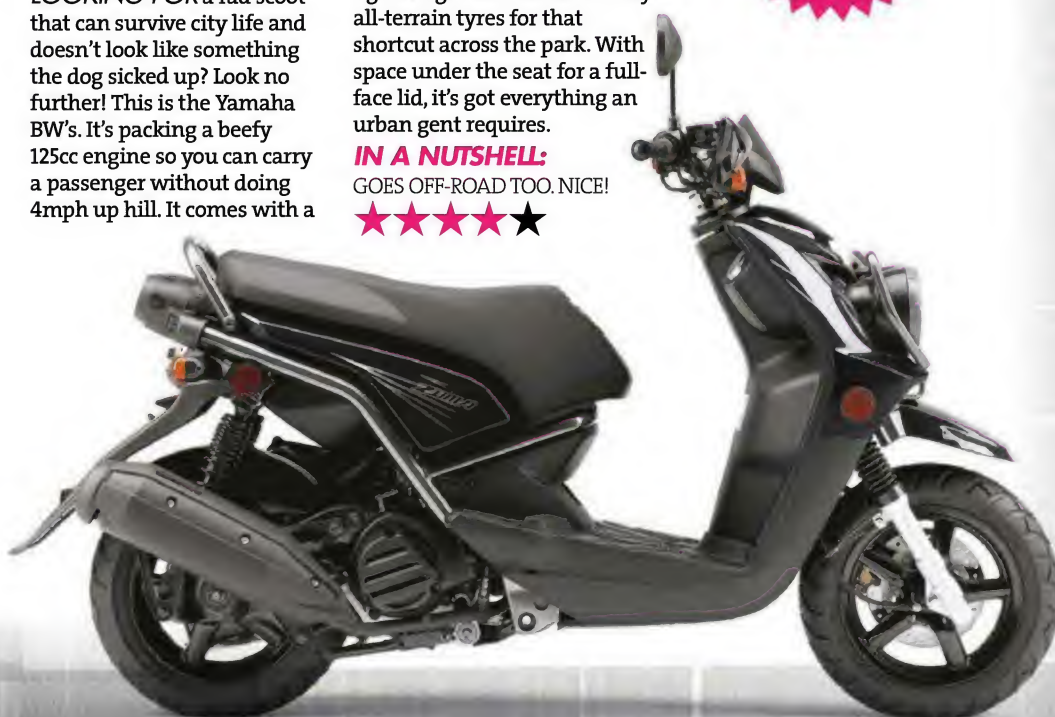 that can survive city life and
doesn't look like something
the dog sicked up? Look no
further! This is the Yamaha
BW's. It's packing a beefy
125cc engine so you can carry
a passenger without doing
4mph up hill. It comes with a
all-terrain tyres for that
shortcut across the park. With
space under the seat for a full-
face lid, it's got everything an
urban gent requires.
IN A NUTSHELL:
GOES OFF-ROAD TOO. NICE!